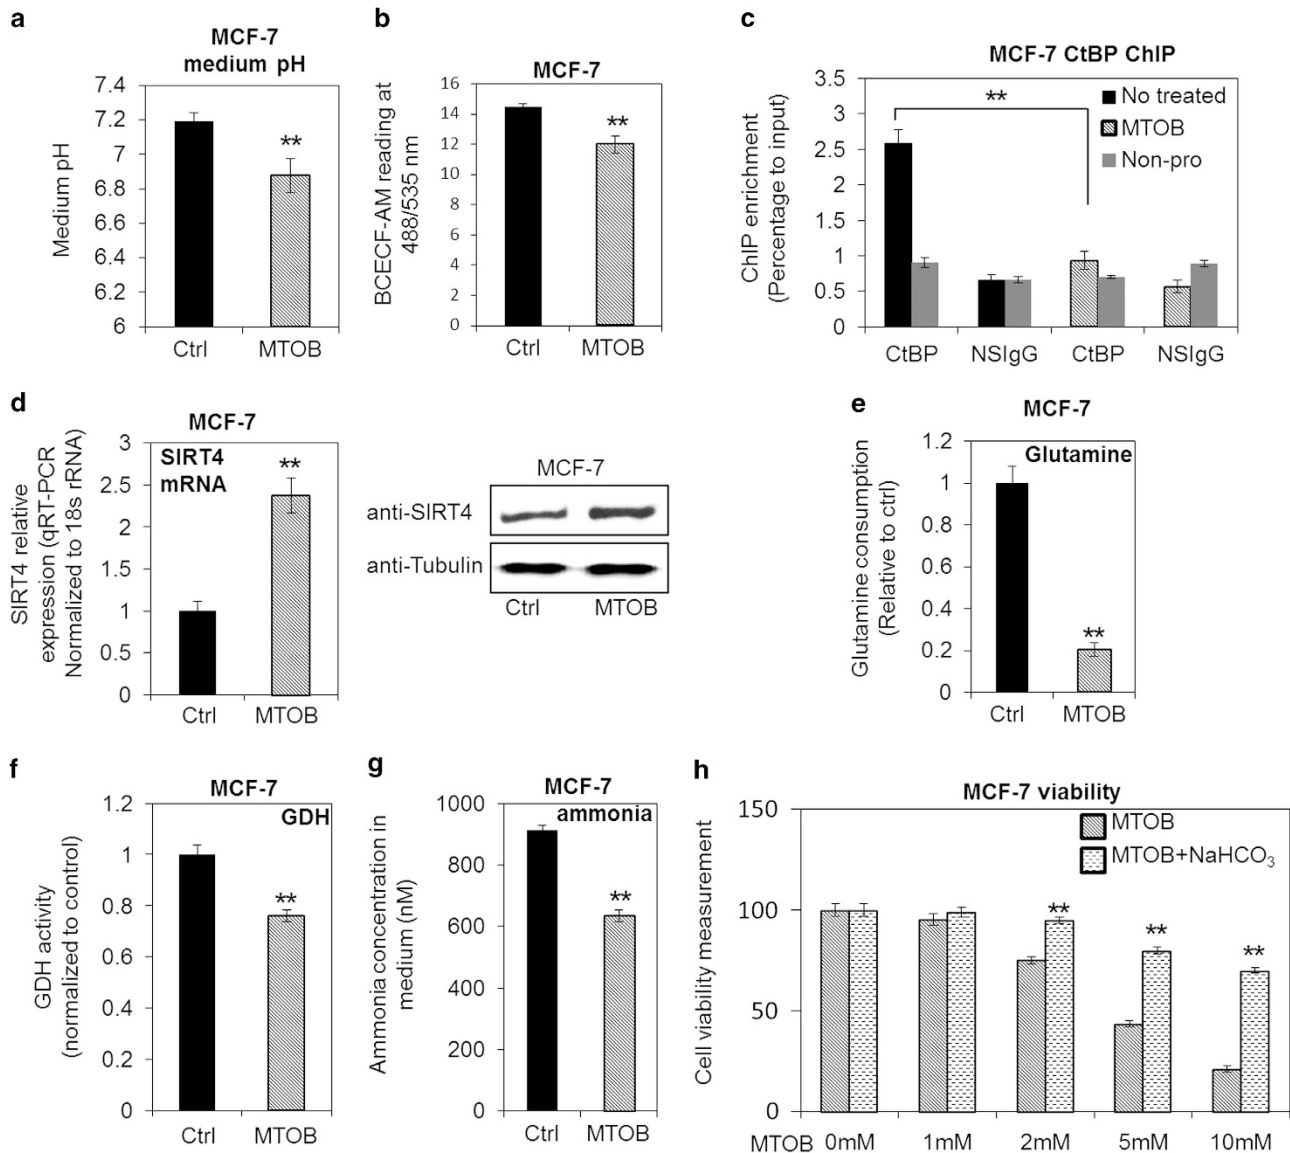 a
MCF-7
medium pH
Medium pH
7.4
7.2
7
6.8
6.6
6.4
6.2
6
**
Ctrl
MTOB
b
MCF-7
BCECF-AM reading at
488/535 nm
16
14
12
10
8
6
4
2
0
**
Ctrl
MTOB
c
MCF-7 CtBP ChIP
ChIP enrichment
(Percentage to input)
3.5
3
2.5
2
1.5
1
0.5
0
**
No treated
MTOB
Non-pro
CtBP
NSIgG
CtBP
NSIgG
d
MCF-7
SIRT4 relative
expression (qRT-PCR
Normalized to 18s rRNA)
3
2.5
2
1.5
1
0.5
0
SIRT4
mRNA
**
Ctrl
MTOB
MCF-7
anti-SIRT4
anti-Tubulin
Ctrl
MTOB
e
MCF-7
Glutamine consumption
(Relative to ctrl)
1.2
1
0.8
0.6
0.4
0.2
0
Glutamine
**
Ctrl
MTOB
f
MCF-7
GDH activity
(normalized to control)
1.2
1
0.8
0.6
0.4
0.2
0
GDH
**
Ctrl
MTOB
g
MCF-7
Ammonia concentration in
medium (nM)
1000
800
600
400
200
0
ammonia
**
Ctrl
MTOB
h
MCF-7 viability
Cell viability measurement
150
100
50
0
MTOB
MTOB+NaHCO₃
**
**
**
MTOB 0mM 1mM 2mM 5mM 10mM